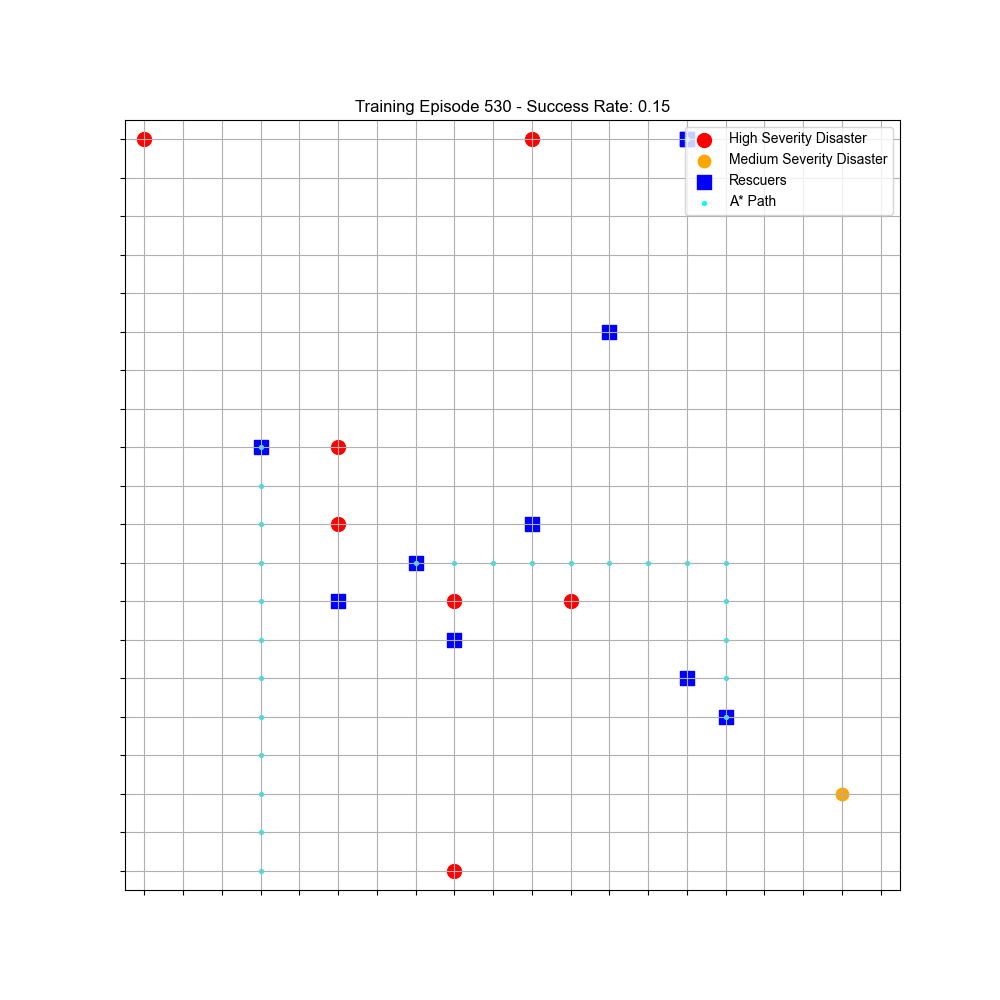 Training Episode 530 - Success Rate: 0.15
High Severity Disaster
Medium Severity Disaster
Rescuers
A* Path